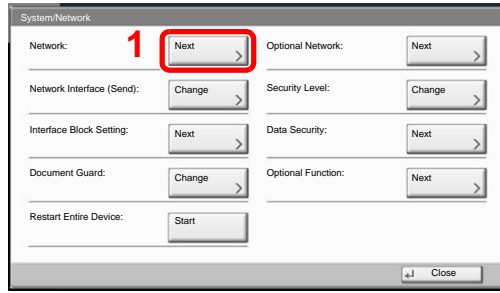 System/Network
Network: 1 Next Optional Network: Next
Network Interface (Send): Change Security Level: Change
Interface Block Setting: Next Data Security: Next
Document Guard: Change Optional Function: Next
Restart Entire Device: Start
Close